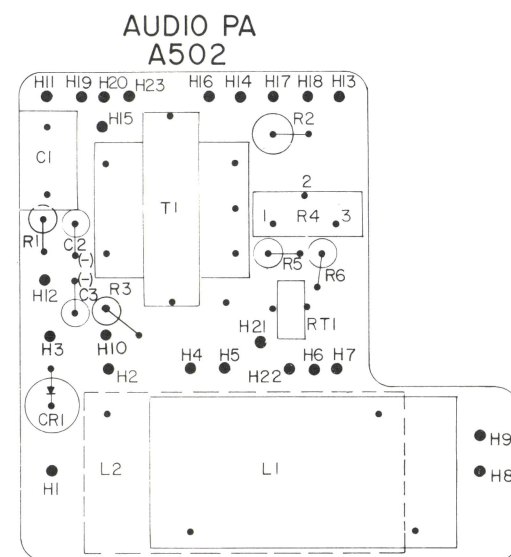 AUDIO PA
A502
H11 H19 H20 H23 H16 H14 H17 H18 H13
H15 R2
C1
T1
2
1 R4 3
R1 C2
(-) R5 R6
(-)
H12 C3 R3
RT1
H3 H10 H21
H2 H4 H5 H22 H6 H7
CR1
H9
L2 L1
H1 H8